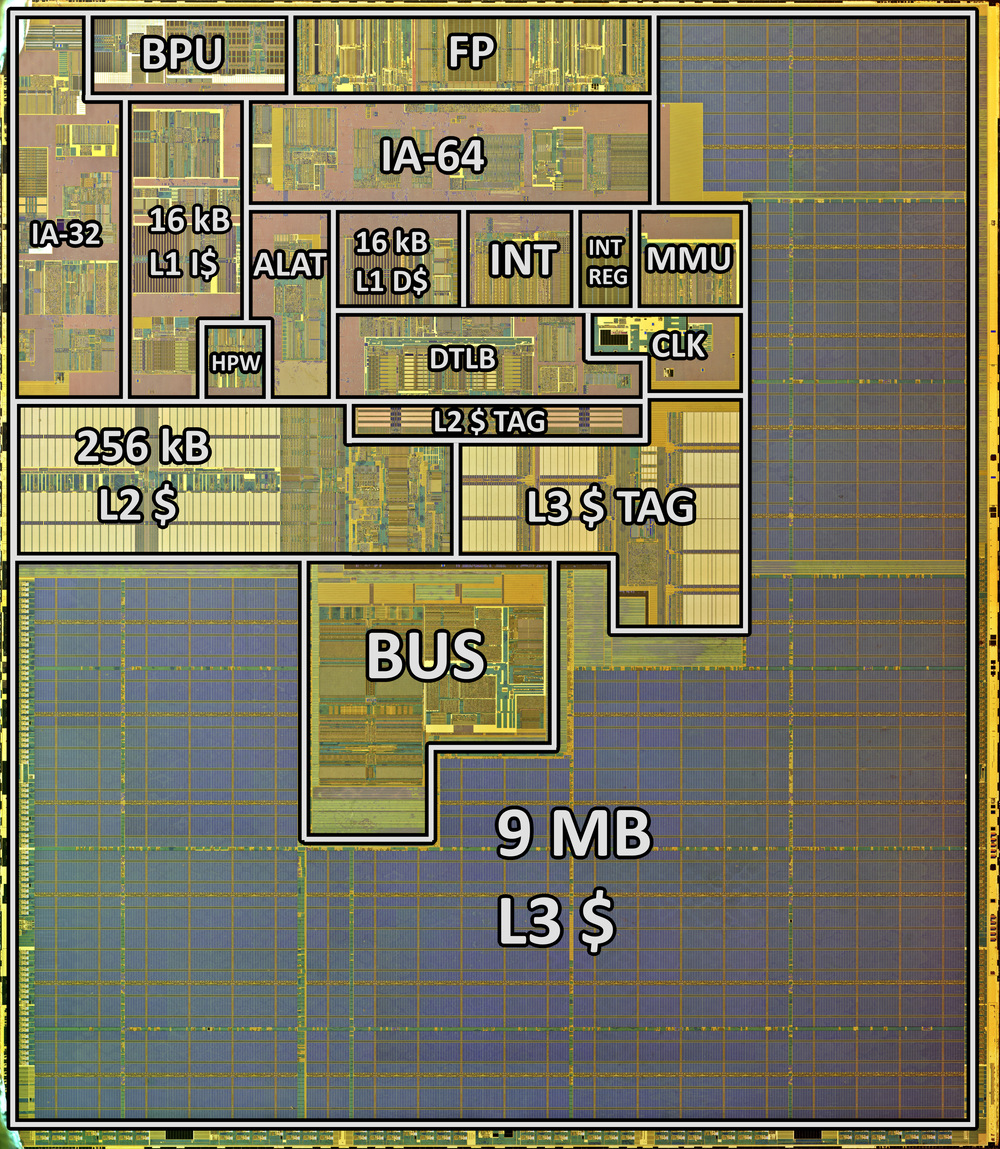 BPU
FP
IA-64
IA-32
16 kB
L1 I$
ALAT
16 kB
L1 D$
INT
INT
REG
MMU
HPW
DTLB
CLK
L2 $ TAG
256 kB
L2 $
L3 $ TAG
BUS
9 MB
L3 $